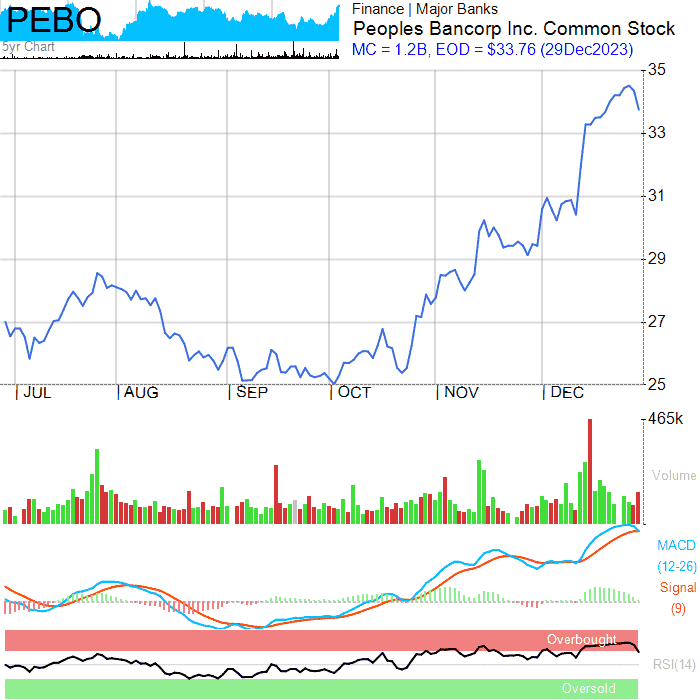 PEBO
5yr Chart
Finance | Major Banks
Peoples Bancorp Inc. Common Stock
MC = 1.2B, EOD = $33.76 (29Dec2023)
35
33
31
29
27
25
JUL AUG SEP OCT NOV DEC
465k
Volume
MACD
(12-26)
Signal
(9)
Overbought
RSI(14)
Oversold